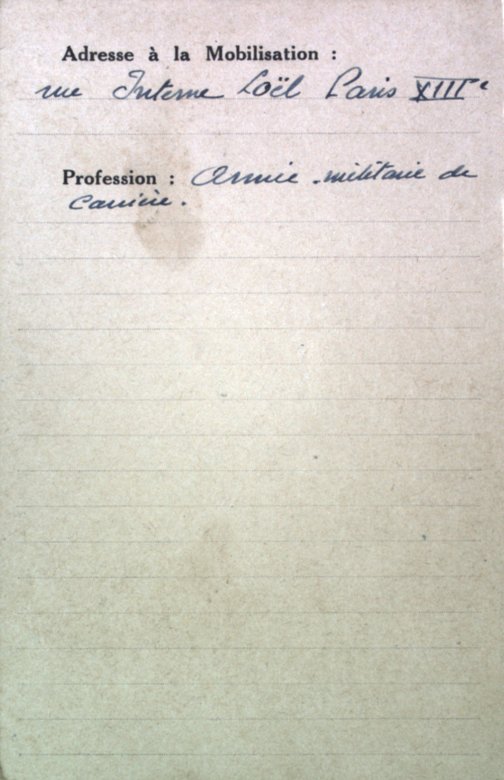 Adresse à la Mobilisation :
rue Interne Loël Paris XIIIe
Profession : Armée militaire de
carrière.